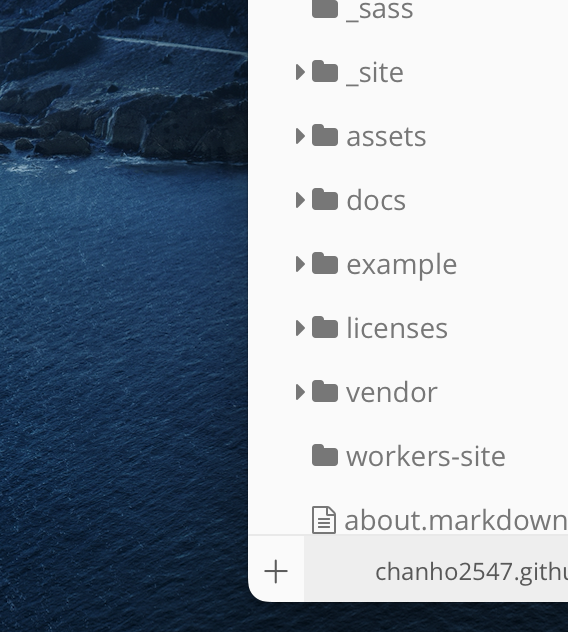 _sass
_site
assets
docs
example
licenses
vendor
workers-site
about.markdown
chanho2547.githu